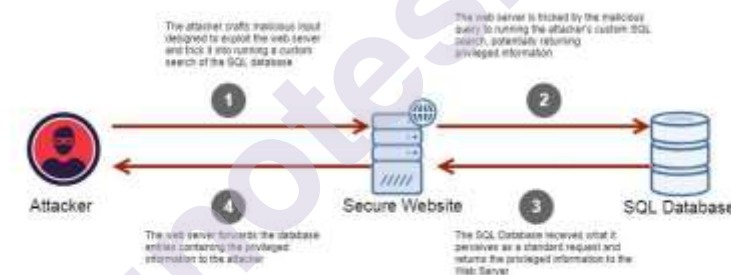 The attacker crafts malicious input
designed to exploit the web server
and trick it into running a custom
search of the SQL database
1
The web server is tricked by the malicious
query to running the attacker's custom SQL
search, potentially returning
privileged information
2
Attacker
Secure Website
SQL Database
4
The web server forwards the database
entries containing the privileged
information to the attacker
3
The SQL Database received what it
perceives as a standard request and
returns the privileged information to the
Web Server
notes